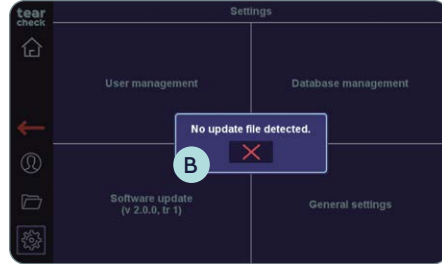 tear
check
Settings
User management
Database management
No update file detected.
B
Software update
(v 2.0.0, tr 1)
General settings